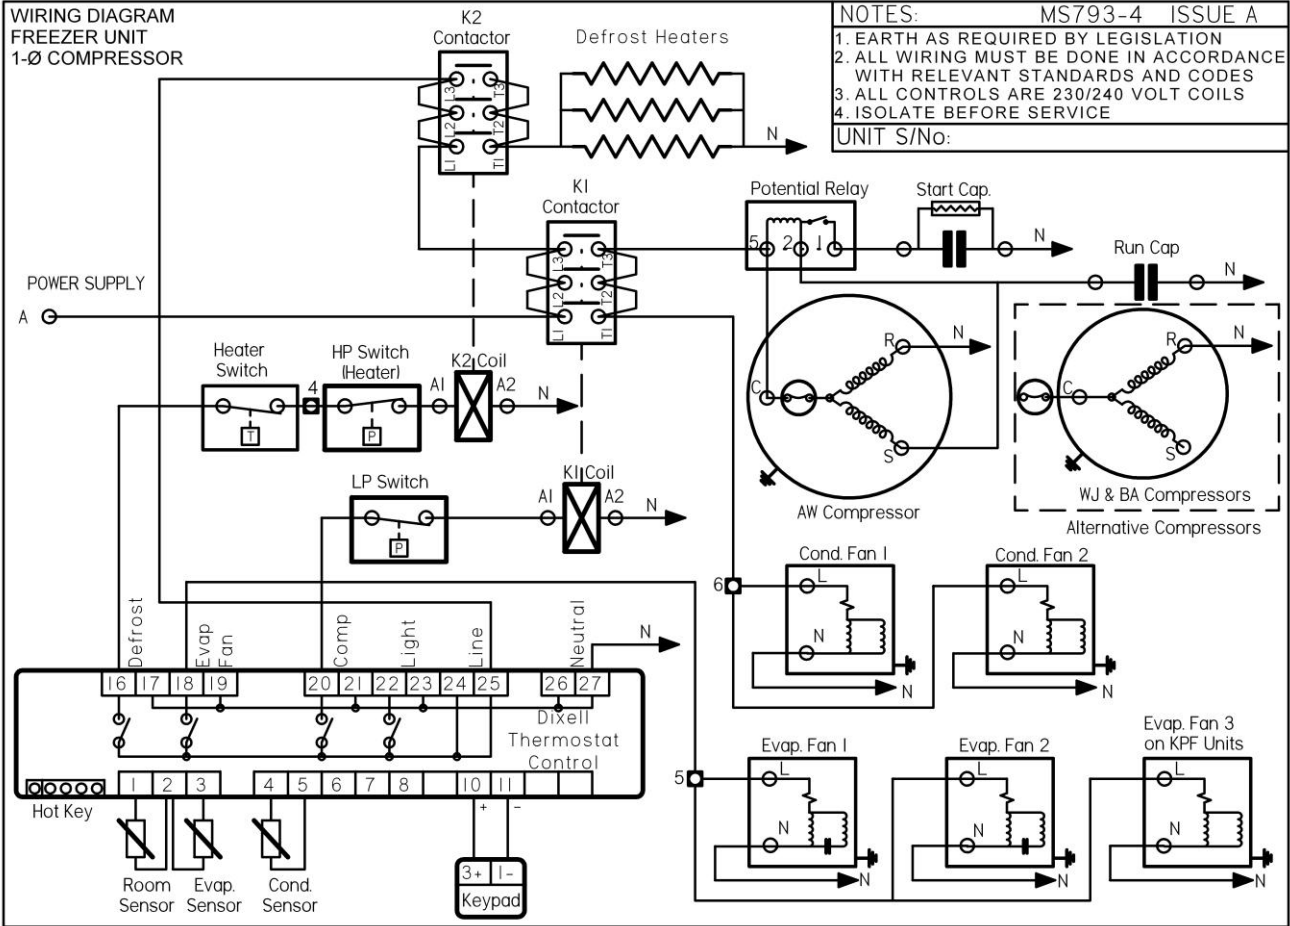 WIRING DIAGRAM
FREEZER UNIT
1-Ø COMPRESSOR
K2
Contactor
Defrost Heaters
NOTES: MS793-4 ISSUE A
1. EARTH AS REQUIRED BY LEGISLATION
2. ALL WIRING MUST BE DONE IN ACCORDANCE
WITH RELEVANT STANDARDS AND CODES
3. ALL CONTROLS ARE 230/240 VOLT COILS
4. ISOLATE BEFORE SERVICE
UNIT S/No:
L3 T3
L2 T2
L1 T1
N
K1
Contactor
L3 T3
L2 T2
L1 T1
Potential Relay
5 2 1
Start Cap.
N
Run Cap
N
POWER SUPPLY
A
Heater
Switch
T
4
HP Switch
(Heater)
P
K2 Coil
A1 A2 N
LP Switch
P
K1 Coil
A1 A2 N
C R N
S
AW Compressor
C R N
S
WJ & BA Compressors
Alternative Compressors
6
Cond. Fan 1
L
N
N
Cond. Fan 2
L
N
N
Defrost
Evap
Fan
Comp
Light
Line
Neutral
N
16 17 18 19 20 21 22 23 24 25 26 27
Dixell
Thermostat
Control
1 2 3 4 5 6 7 8 10 11
+ -
Hot Key
Room
Sensor
Evap.
Sensor
Cond.
Sensor
3+ 1-
Keypad
5
Evap. Fan 1
L
N
N
Evap. Fan 2
L
N
N
Evap. Fan 3
on KPF Units
L
N
N